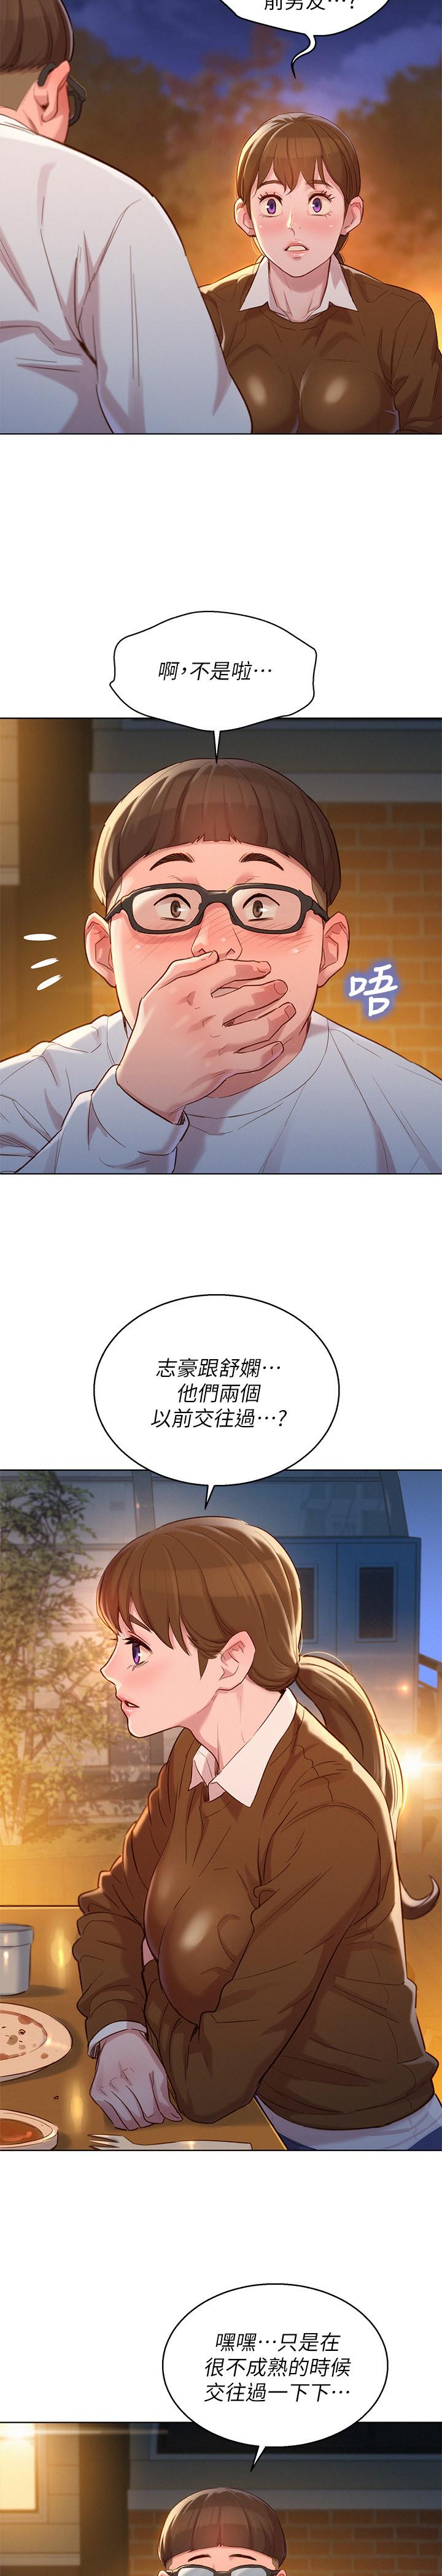 前男友…?
啊，不是啦…
唔
志豪跟舒嫻…
他們兩個
以前交往過…?
嘿嘿…只是在
很不成熟的時候
交往過一下下…